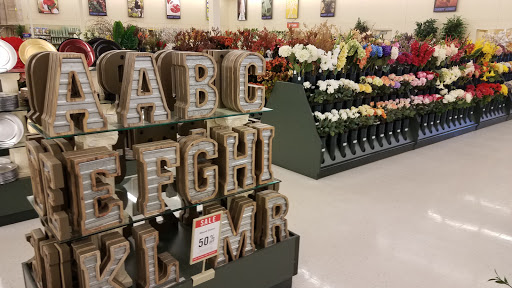 A A B C
E F G H I
J K L M R
SALE
50%